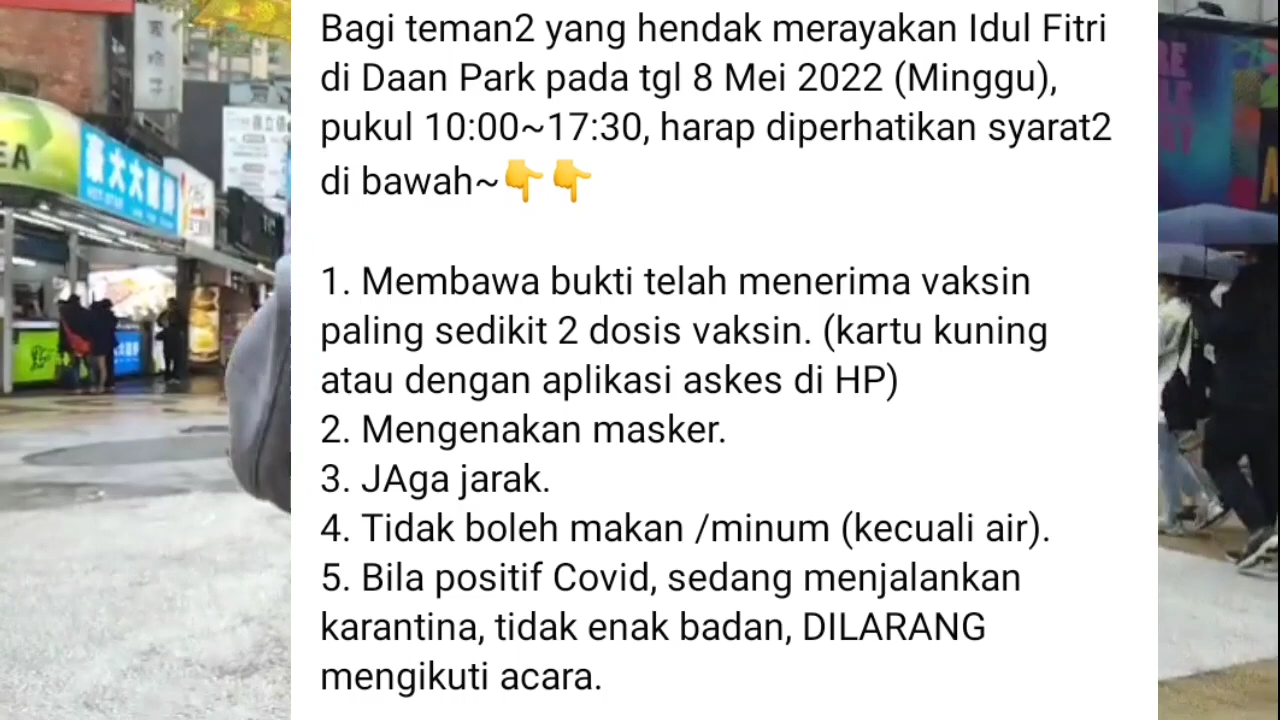 Bagi teman2 yang hendak merayakan Idul Fitri
di Daan Park pada tgl 8 Mei 2022 (Minggu),
pukul 10:00~17:30, harap diperhatikan syarat2
di bawah~👇👇
1. Membawa bukti telah menerima vaksin
paling sedikit 2 dosis vaksin. (kartu kuning
atau dengan aplikasi askes di HP)
2. Mengenakan masker.
3. JAga jarak.
4. Tidak boleh makan /minum (kecuali air).
5. Bila positif Covid, sedang menjalankan
karantina, tidak enak badan, DILARANG
mengikuti acara.